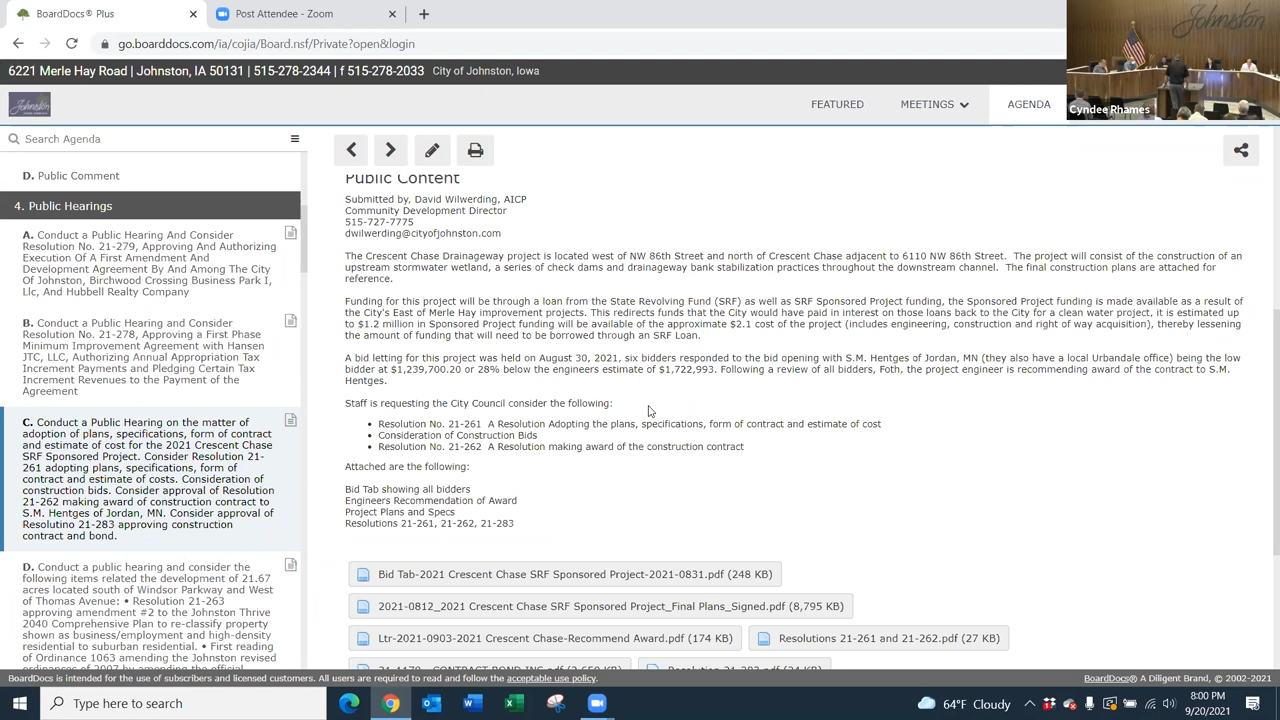 BoardDocs® Plus
Post Attendee - Zoom
go.boarddocs.com/ia/cojia/Board.nsf/Private?open&login
6221 Merle Hay Road | Johnston, IA 50131 | 515-278-2344 | f 515-278-2033 City of Johnston, Iowa
Johnston
Johnston
Cyndee Rhames
FEATURED MEETINGS AGENDA
Search Agenda
D. Public Comment
4. Public Hearings
A. Conduct a Public Hearing And Consider
Resolution No. 21-279, Approving And Authorizing
Execution Of A First Amendment And
Development Agreement By And Among The City
Of Johnston, Birchwood Crossing Business Park I,
Llc, And Hubbell Realty Company
B. Conduct a Public Hearing and Consider
Resolution No. 21-278, Approving a First Phase
Minimum Improvement Agreement with Hansen
JTC, LLC, Authorizing Annual Appropriation Tax
Increment Payments and Pledging Certain Tax
Increment Revenues to the Payment of the
Agreement
C. Conduct a Public Hearing on the matter of
adoption of plans, specifications, form of contract
and estimate of cost for the 2021 Crescent Chase
SRF Sponsored Project. Consider Resolution 21-
261 adopting plans, specifications, form of
contract and estimate of costs. Consideration of
construction bids. Consider approval of Resolution
21-262 making award of construction contract to
S.M. Hentges of Jordan, MN. Consider approval of
Resolutino 21-283 approving construction
contract and bond.
D. Conduct a public hearing and consider the
following items related the development of 21.67
acres located south of Windsor Parkway and West
of Thomas Avenue: • Resolution 21-263
approving amendment #2 to the Johnston Thrive
2040 Comprehensive Plan to re-classify property
shown as business/employment and high-density
residential to suburban residential. • First reading
of Ordinance 1063 amending the Johnston revised
ordinances of 2007 by amending the official
Public Content
Submitted by, David Wilwerding, AICP
Community Development Director
515-727-7775
dwilwerding@cityofjohnston.com
The Crescent Chase Drainageway project is located west of NW 86th Street and north of Crescent Chase adjacent to 6110 NW 86th Street. The project will consist of the construction of an
upstream stormwater wetland, a series of check dams and drainageway bank stabilization practices throughout the downstream channel. The final construction plans are attached for
reference.
Funding for this project will be through a loan from the State Revolving Fund (SRF) as well as SRF Sponsored Project funding, the Sponsored Project funding is made available as a result of
the City's East of Merle Hay improvement projects. This redirects funds that the City would have paid in interest on those loans back to the City for a clean water project, it is estimated up
to $1.2 million in Sponsored Project funding will be available of the approximate $2.1 cost of the project (includes engineering, construction and right of way acquisition), thereby lessening
the amount of funding that will need to be borrowed through an SRF Loan.
A bid letting for this project was held on August 30, 2021, six bidders responded to the bid opening with S.M. Hentges of Jordan, MN (they also have a local Urbandale office) being the low
bidder at $1,239,700.20 or 28% below the engineers estimate of $1,722,993. Following a review of all bidders, Foth, the project engineer is recommending award of the contract to S.M.
Hentges.
Staff is requesting the City Council consider the following:
• Resolution No. 21-261 A Resolution Adopting the plans, specifications, form of contract and estimate of cost
• Consideration of Construction Bids
• Resolution No. 21-262 A Resolution making award of the construction contract
Attached are the following:
Bid Tab showing all bidders
Engineers Recommendation of Award
Project Plans and Specs
Resolutions 21-261, 21-262, 21-283
Bid Tab-2021 Crescent Chase SRF Sponsored Project-2021-0831.pdf (248 KB)
2021-0812_2021 Crescent Chase SRF Sponsored Project_Final Plans_Signed.pdf (8,795 KB)
Ltr-2021-0903-2021 Crescent Chase-Recommend Award.pdf (174 KB) Resolutions 21-261 and 21-262.pdf (27 KB)
BoardDocs is intended for the use of subscribers and licensed customers. All users are required to read and follow the acceptable use policy. BoardDocs® A Diligent Brand, © 2002-2021
Type here to search
64°F Cloudy
8:00 PM
9/20/2021